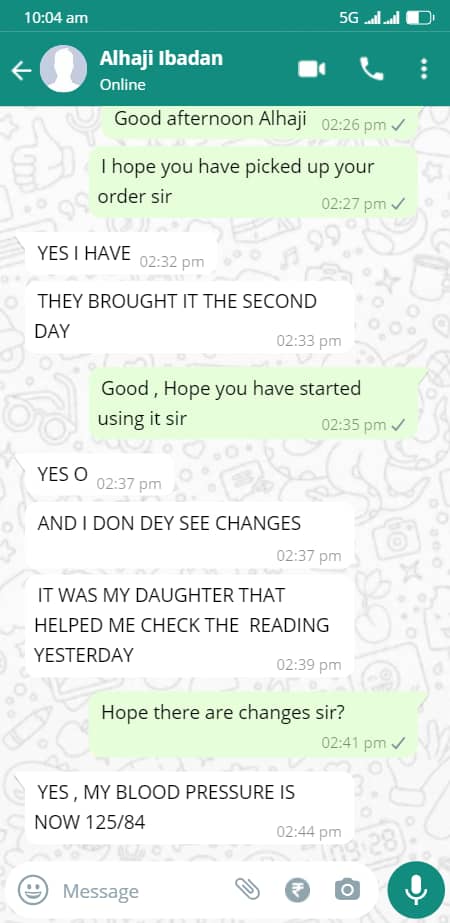 10:04 am 5G
Alhaji Ibadan
Online
Good afternoon Alhaji 02:26 pm
I hope you have picked up your
order sir 02:27 pm
YES I HAVE 02:32 pm
THEY BROUGHT IT THE SECOND
DAY 02:33 pm
Good , Hope you have started
using it sir 02:35 pm
YES O 02:37 pm
AND I DON DEY SEE CHANGES
02:37 pm
IT WAS MY DAUGHTER THAT
HELPED ME CHECK THE READING
YESTERDAY 02:39 pm
Hope there are changes sir?
02:41 pm
YES , MY BLOOD PRESSURE IS
NOW 125/84 02:44 pm
Message ₹